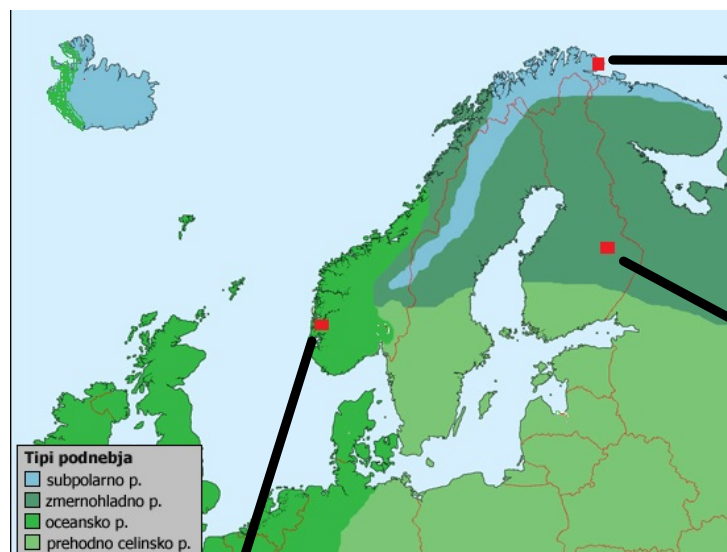 Tipi podnebja
subpolarno p.
zmernohladno p.
oceansko p.
prehodno celinsko p.